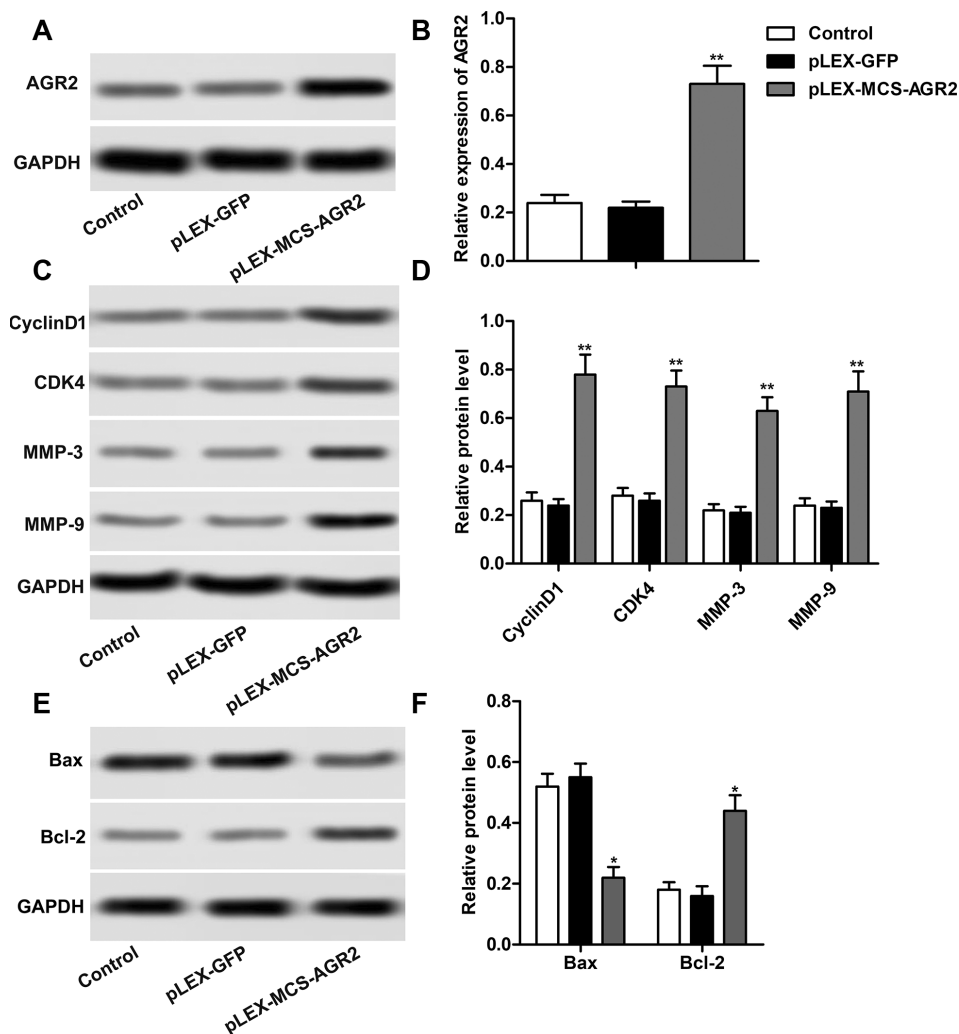 A
AGR2
GAPDH
Control
pLEX-GFP
pLEX-MCS-AGR2
B
Relative expression of AGR2
1.0
0.8
0.6
0.4
0.2
0.0
**
Control
pLEX-GFP
pLEX-MCS-AGR2
C
CyclinD1
CDK4
MMP-3
MMP-9
GAPDH
Control
pLEX-GFP
pLEX-MCS-AGR2
D
Relative protein level
1.0
0.8
0.6
0.4
0.2
0.0
**
**
**
**
CyclinD1
CDK4
MMP-3
MMP-9
E
Bax
Bcl-2
GAPDH
Control
pLEX-GFP
pLEX-MCS-AGR2
F
Relative protein level
0.8
0.6
0.4
0.2
0.0
*
*
Bax
Bcl-2